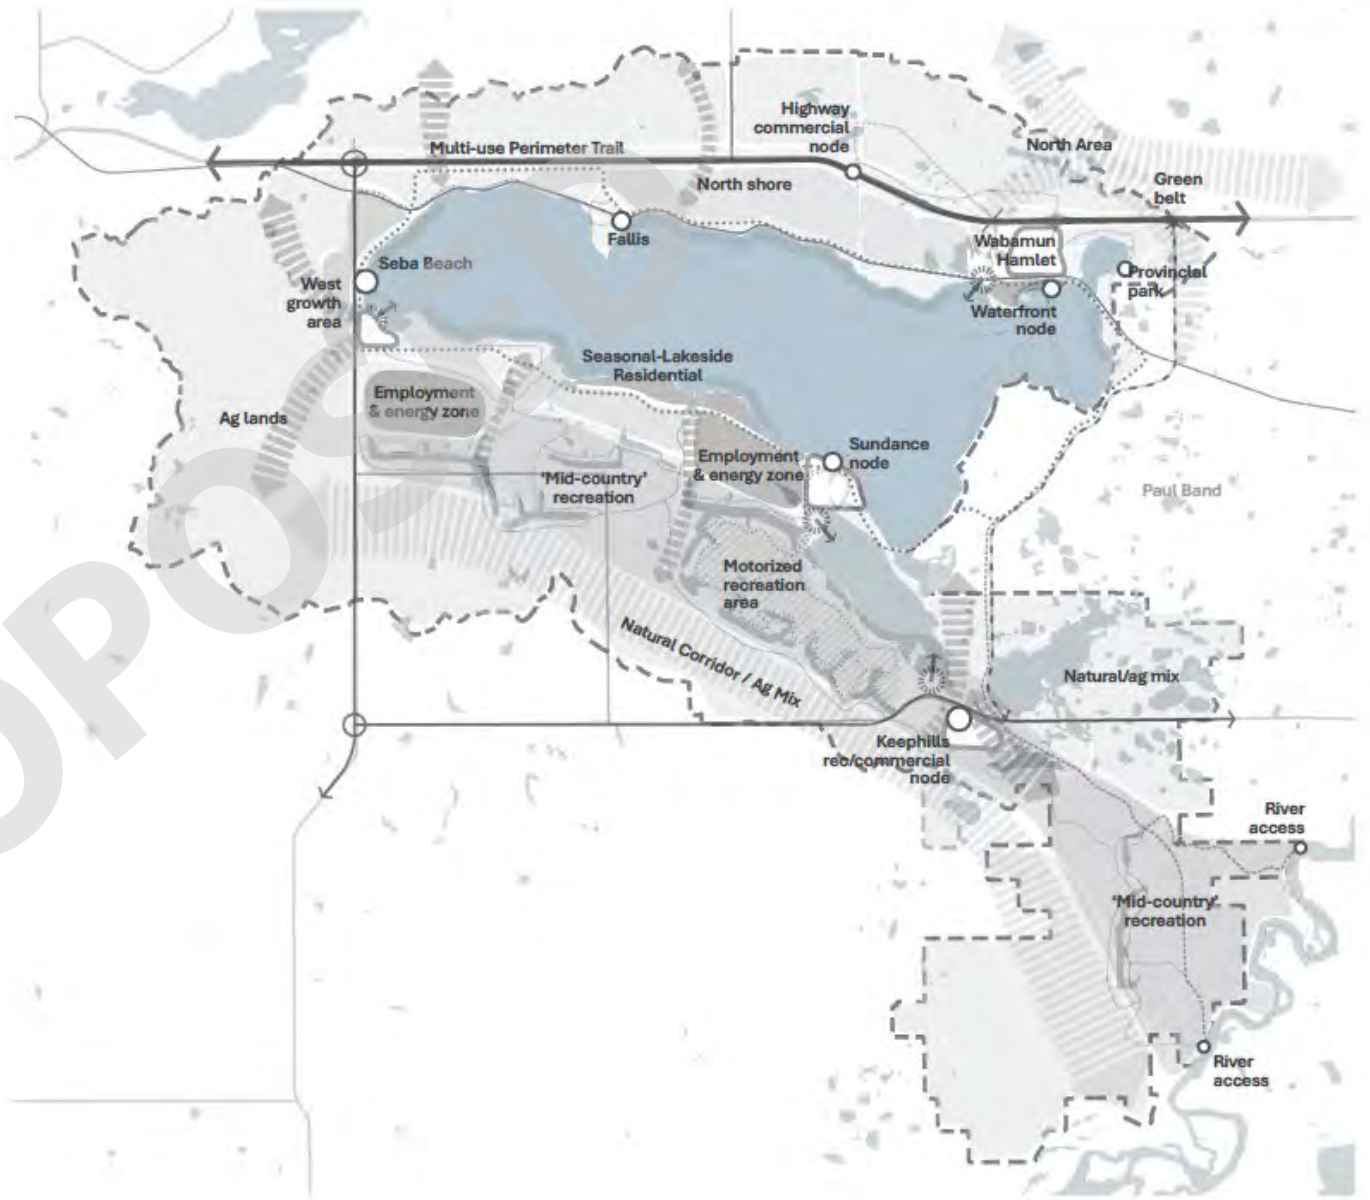 Highway
commercial
node
Multi-use Perimeter Trail
North Area
North shore
Green
belt
Fallis
Wabamun
Hamlet
Seba Beach
Provincial
park
West
growth
area
Waterfront
node
Seasonal-Lakeside
Residential
Employment
& energy zone
Ag lands
Sundance
node
Employment
& energy zone
'Mid-country'
recreation
Paul Band
Motorized
recreation
area
Natural Corridor / Ag Mix
Natural/ag mix
Keephills
rec/commercial
node
River
access
'Mid-country'
recreation
River
access
OPOSED